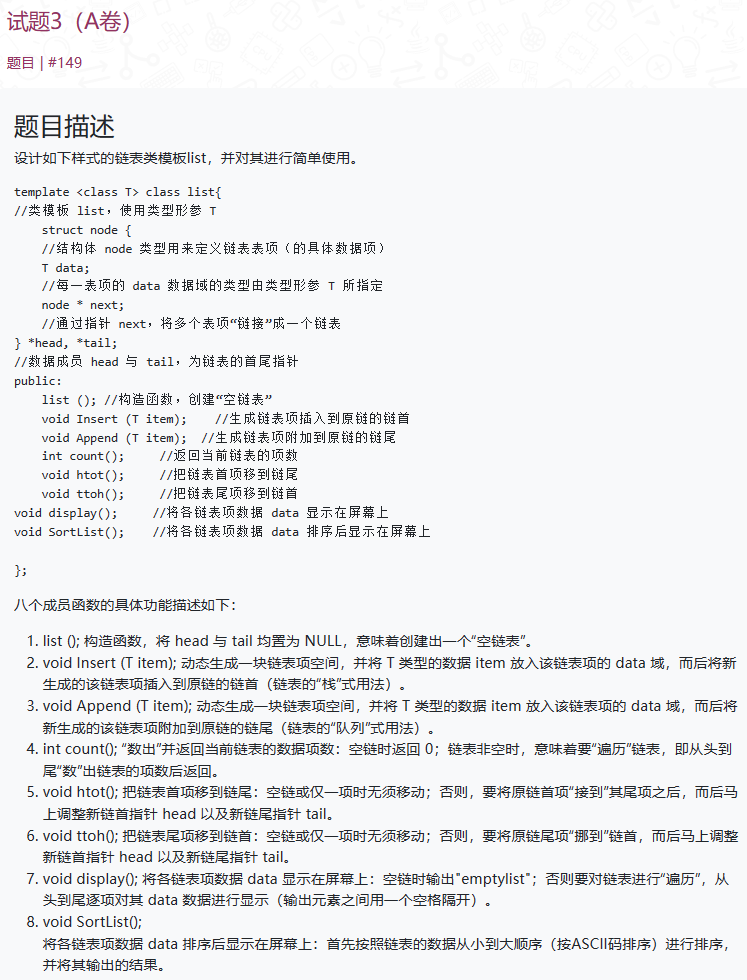 试题3（A卷）
题目 | #149
题目描述
设计如下样式的链表类模板list，并对其进行简单使用。
template <class T> class list{
//类模板 list，使用类型形参 T
    struct node {
    //结构体 node 类型用来定义链表表项（的具体数据项）
    T data;
    //每一表项的 data 数据域的类型由类型形参 T 所指定
    node * next;
    //通过指针 next，将多个表项“链接”成一个链表
} *head, *tail;
//数据成员 head 与 tail，为链表的首尾指针
public:
    list (); //构造函数，创建“空链表”
    void Insert (T item);    //生成链表项插入到原链的链首
    void Append (T item);  //生成链表项附加到原链的链尾
    int count();     //返回当前链表的项数
    void htot();     //把链表首项移到链尾
    void ttoh();     //把链表尾项移到链首
void display();     //将各链表项数据 data 显示在屏幕上
void SortList();    //将各链表项数据 data 排序后显示在屏幕上
};
八个成员函数的具体功能描述如下：
1. list (); 构造函数，将 head 与 tail 均置为 NULL，意味着创建出一个“空链表”。
2. void Insert (T item); 动态生成一块链表项空间，并将 T 类型的数据 item 放入该链表项的 data 域，而后将新
生成的该链表项插入到原链的链首（链表的“栈”式用法）。
3. void Append (T item); 动态生成一块链表项空间，并将 T 类型的数据 item 放入该链表项的 data 域，而后将
新生成的该链表项附加到原链的链尾（链表的“队列”式用法）。
4. int count(); “数出”并返回当前链表的数据项数：空链时返回 0；链表非空时，意味着要“遍历”链表，即从头到
尾“数”出链表的项数后返回。
5. void htot(); 把链表首项移到链尾：空链或仅一项时无须移动；否则，要将原链首项“接到”其尾项之后，而后马
上调整新链首指针 head 以及新链尾指针 tail。
6. void ttoh(); 把链表尾项移到链首：空链或仅一项时无须移动；否则，要将原链尾项“挪到”链首，而后马上调整
新链首指针 head 以及新链尾指针 tail。
7. void display(); 将各链表项数据 data 显示在屏幕上：空链时输出"emptylist"；否则要对链表进行“遍历”，从
头到尾逐项对其 data 数据进行显示（输出元素之间用一个空格隔开）。
8. void SortList();
将各链表项数据 data 排序后显示在屏幕上：首先按照链表的数据从小到大顺序（按ASCII码排序）进行排序，
并将其输出的结果。